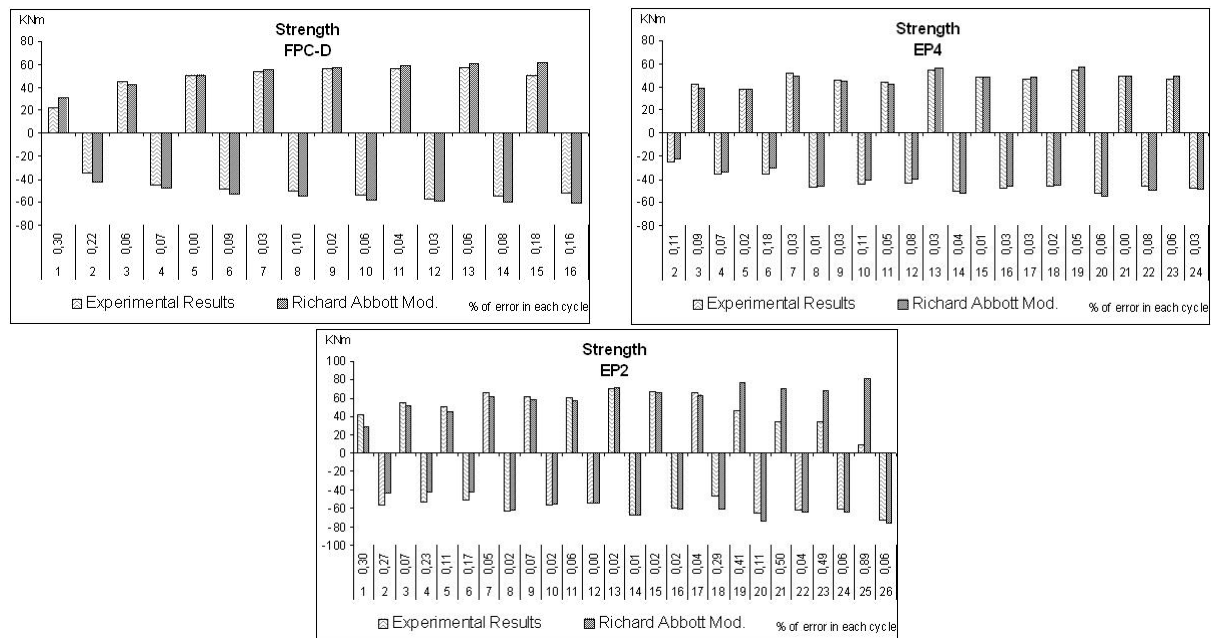 KNm
Strength
FPC-D
80
60
40
20
0
-20
-40
-60
-80
0,30 0,22 0,06 0,07 0,00 0,09 0,03 0,10 0,02 0,06 0,04 0,03 0,06 0,08 0,18 0,16
1 2 3 4 5 6 7 8 9 10 11 12 13 14 15 16
Experimental Results Richard Abbott Mod. % of error in each cycle
KNm
Strength
EP4
80
60
40
20
0
-20
-40
-60
-80
0,11 0,09 0,07 0,02 0,18 0,03 0,01 0,03 0,11 0,05 0,08 0,03 0,04 0,01 0,03 0,03 0,02 0,05 0,06 0,00 0,08 0,06 0,03
2 3 4 5 6 7 8 9 10 11 12 13 14 15 16 17 18 19 20 21 22 23 24
Experimental Results Richard Abbott Mod. % of error in each cycle
KNm
Strength
EP2
100
80
60
40
20
0
-20
-40
-60
-80
-100
0,30 0,27 0,07 0,23 0,11 0,17 0,05 0,02 0,07 0,02 0,06 0,00 0,02 0,01 0,02 0,02 0,04 0,29 0,41 0,11 0,50 0,04 0,49 0,06 0,89 0,06
1 2 3 4 5 6 7 8 9 10 11 12 13 14 15 16 17 18 19 20 21 22 23 24 25 26
Experimental Results Richard Abbott Mod. % of error in each cycle